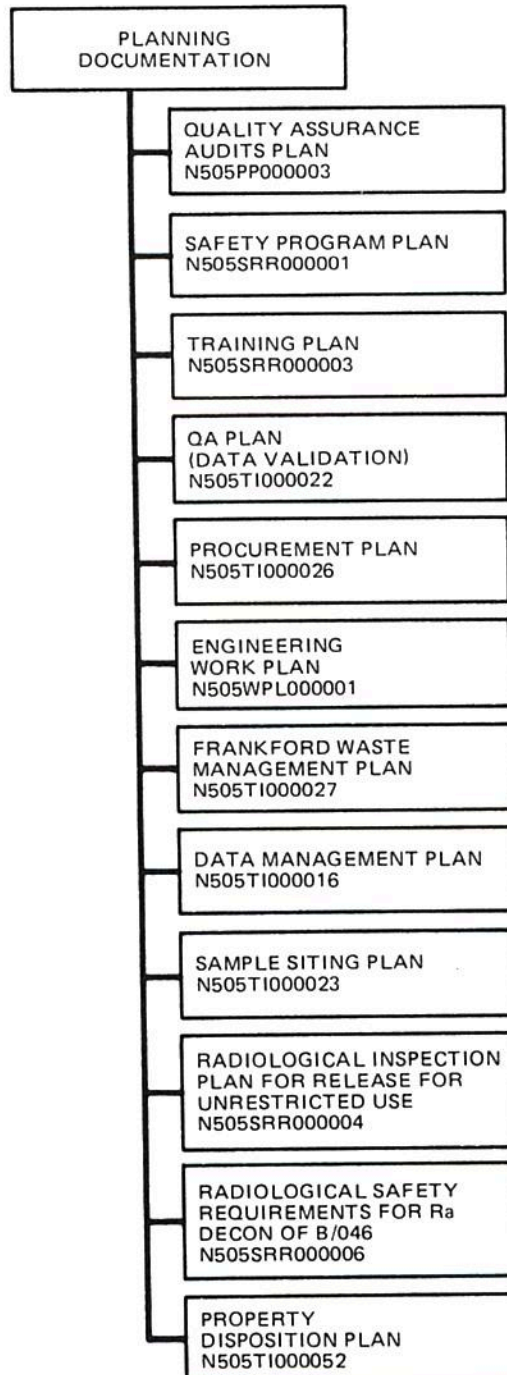 PLANNING
DOCUMENTATION
QUALITY ASSURANCE
AUDITS PLAN
N505PP000003
SAFETY PROGRAM PLAN
N505SRR000001
TRAINING PLAN
N505SRR000003
QA PLAN
(DATA VALIDATION)
N505TI000022
PROCUREMENT PLAN
N505TI000026
ENGINEERING
WORK PLAN
N505WPL000001
FRANKFORD WASTE
MANAGEMENT PLAN
N505TI000027
DATA MANAGEMENT PLAN
N505TI000016
SAMPLE SITING PLAN
N505TI000023
RADIOLOGICAL INSPECTION
PLAN FOR RELEASE FOR
UNRESTRICTED USE
N505SRR000004
RADIOLOGICAL SAFETY
REQUIREMENTS FOR Ra
DECON OF B/046
N505SRR000006
PROPERTY
DISPOSITION PLAN
N505TI000052